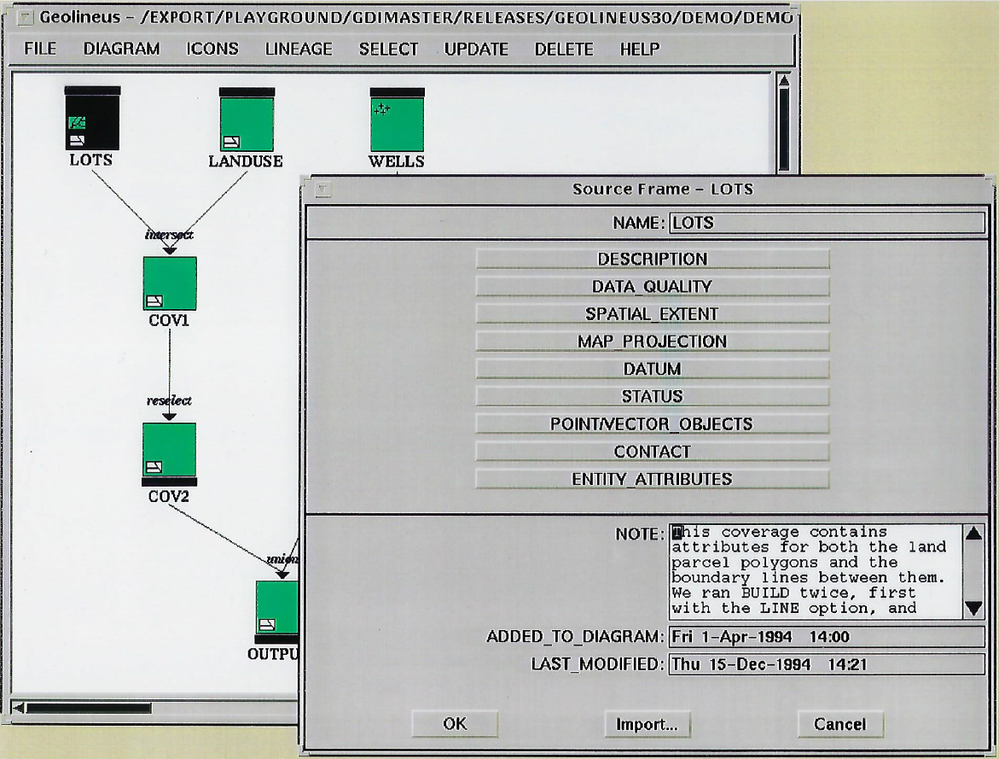 Geolineus – /EXPORT/PLAYGROUND/GDIMASTER/RELEASES/GEOLINEUS30/DEMO/DEMO
FILE DIAGRAM ICONS LINEAGE SELECT UPDATE DELETE HELP
LOTS LANDUSE WELLS
intersect
COV1
reselect
COV2
union
OUTPU
Source Frame – LOTS
NAME: LOTS
DESCRIPTION
DATA_QUALITY
SPATIAL_EXTENT
MAP_PROJECTION
DATUM
STATUS
POINT/VECTOR_OBJECTS
CONTACT
ENTITY_ATTRIBUTES
NOTE: This coverage contains
attributes for both the land
parcel polygons and the
boundary lines between them.
We ran BUILD twice, first
with the LINE option, and
ADDED_TO_DIAGRAM: Fri 1-Apr-1994 14:00
LAST_MODIFIED: Thu 15-Dec-1994 14:21
OK Import... Cancel